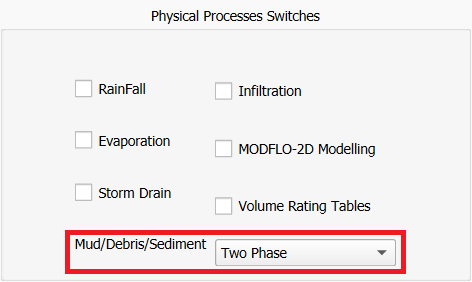 Physical Processes Switches
RainFall
Infiltration
Evaporation
MODFLO-2D Modelling
Storm Drain
Volume Rating Tables
Mud/Debris/Sediment
Two Phase